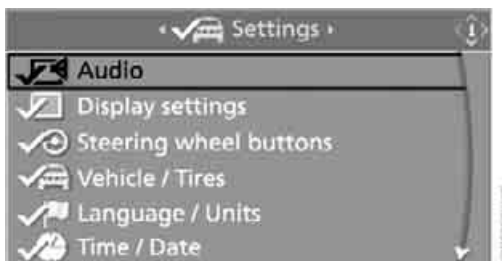 Settings
Audio
Display settings
Steering wheel buttons
Vehicle / Tires
Language / Units
Time / Date